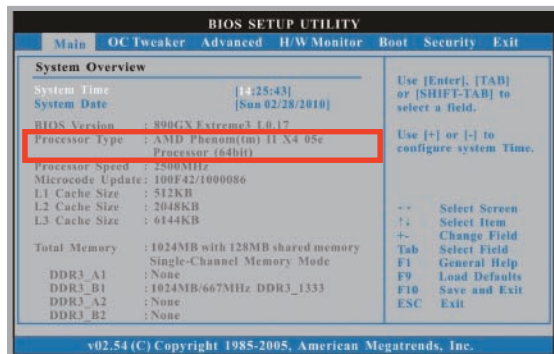 BIOS SETUP UTILITY
Main OC Tweaker Advanced H/W Monitor Boot Security Exit
System Overview
System Time [14:25:43]
System Date [Sun 02/28/2010]
BIOS Version : 890GX Extreme3 L0.17
Processor Type : AMD Phenom(tm) II X4 05e
Processor (64bit)
Processor Speed : 2500MHz
Microcode Update: 100F42/1000086
L1 Cache Size : 512KB
L2 Cache Size : 2048KB
L3 Cache Size : 6144KB
Total Memory : 1024MB with 128MB shared memory
Single-Channel Memory Mode
DDR3_A1 : None
DDR3_B1 : 1024MB/667MHz DDR3_1333
DDR3_A2 : None
DDR3_B2 : None
Use [Enter], [TAB]
or [SHIFT-TAB] to
select a field.
Use [+] or [-] to
configure system Time.
Select Screen
↑↓ Select Item
+- Change Field
Tab Select Field
F1 General Help
F9 Load Defaults
F10 Save and Exit
ESC Exit
v02.54 (C) Copyright 1985-2005, American Megatrends, Inc.